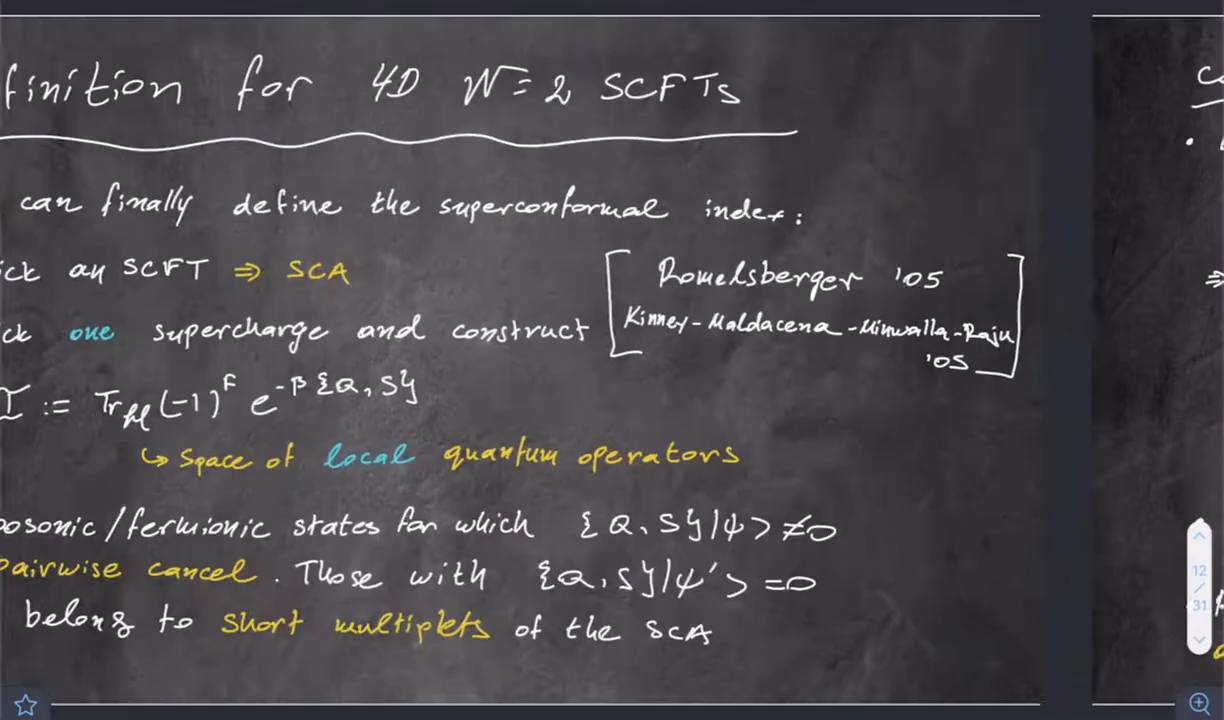 finition for 4D N=2 SCFTs
can finally define the superconformal index:
ick an SCFT ⇒ SCA
[Romelsberger '05
ck one supercharge and construct
Kinney-Maldacena-Minwalla-Raju
'05]
I := Tr_H (-1)^F e^{-β{Q,S}}
↳ space of local quantum operators
bosonic/fermionic states for which {Q,S}|ψ> ≠0
pairwise cancel. Those with {Q,S}|ψ'> =0
belong to short multiplets of the SCA
12
/
31